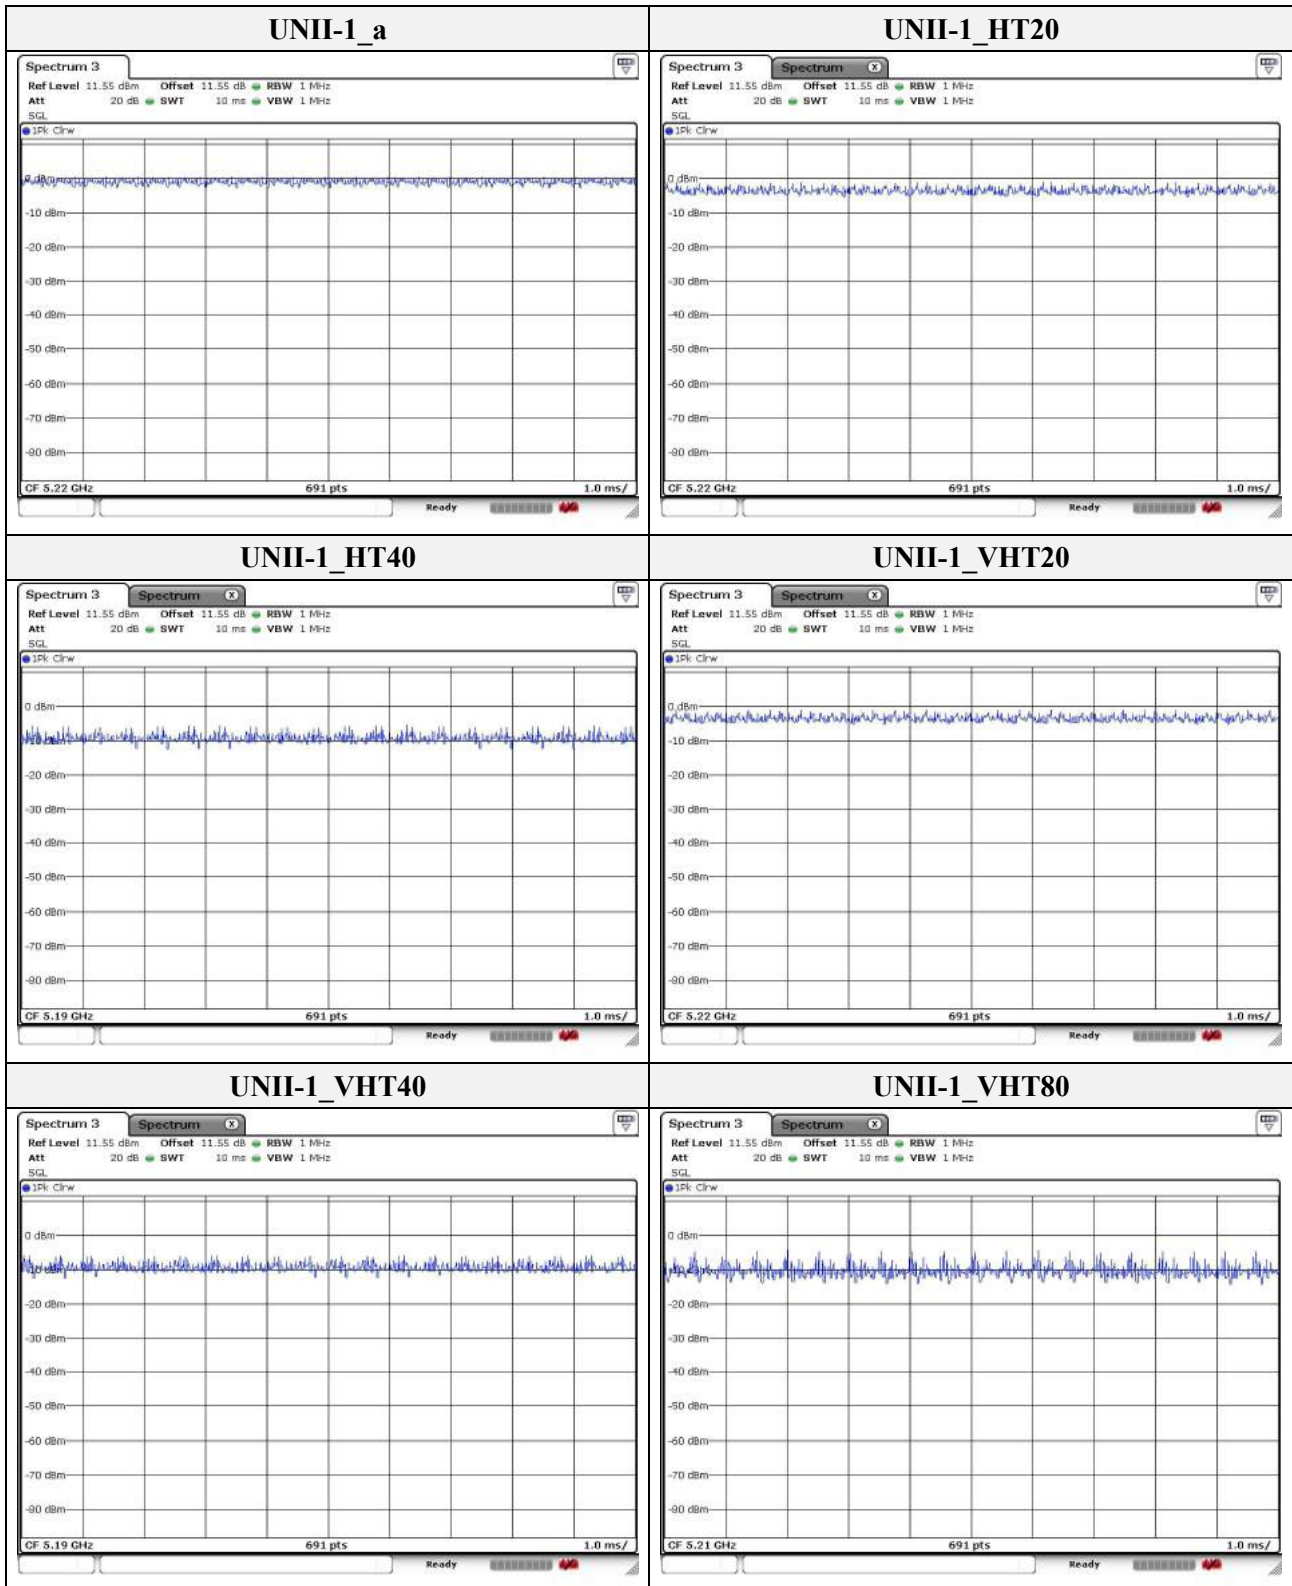 UNII-1_a
Spectrum 3
Ref Level 11.55 dBm Offset 11.55 dB RBW 1 MHz
Att 20 dB SWT 10 ms VBW 1 MHz
SGL
1Pk Clrw
0 dBm
-10 dBm
-20 dBm
-30 dBm
-40 dBm
-50 dBm
-60 dBm
-70 dBm
-80 dBm
CF 5.22 GHz 691 pts 1.0 ms/
Ready
UNII-1_HT20
Spectrum 3 Spectrum X
Ref Level 11.55 dBm Offset 11.55 dB RBW 1 MHz
Att 20 dB SWT 10 ms VBW 1 MHz
SGL
1Pk Clrw
0 dBm
-10 dBm
-20 dBm
-30 dBm
-40 dBm
-50 dBm
-60 dBm
-70 dBm
-80 dBm
CF 5.22 GHz 691 pts 1.0 ms/
Ready
UNII-1_HT40
Spectrum 3 Spectrum X
Ref Level 11.55 dBm Offset 11.55 dB RBW 1 MHz
Att 20 dB SWT 10 ms VBW 1 MHz
SGL
1Pk Clrw
0 dBm
-10 dBm
-20 dBm
-30 dBm
-40 dBm
-50 dBm
-60 dBm
-70 dBm
-80 dBm
CF 5.19 GHz 691 pts 1.0 ms/
Ready
UNII-1_VHT20
Spectrum 3 Spectrum X
Ref Level 11.55 dBm Offset 11.55 dB RBW 1 MHz
Att 20 dB SWT 10 ms VBW 1 MHz
SGL
1Pk Clrw
0 dBm
-10 dBm
-20 dBm
-30 dBm
-40 dBm
-50 dBm
-60 dBm
-70 dBm
-80 dBm
CF 5.22 GHz 691 pts 1.0 ms/
Ready
UNII-1_VHT40
Spectrum 3 Spectrum X
Ref Level 11.55 dBm Offset 11.55 dB RBW 1 MHz
Att 20 dB SWT 10 ms VBW 1 MHz
SGL
1Pk Clrw
0 dBm
-10 dBm
-20 dBm
-30 dBm
-40 dBm
-50 dBm
-60 dBm
-70 dBm
-80 dBm
CF 5.19 GHz 691 pts 1.0 ms/
Ready
UNII-1_VHT80
Spectrum 3 Spectrum X
Ref Level 11.55 dBm Offset 11.55 dB RBW 1 MHz
Att 20 dB SWT 10 ms VBW 1 MHz
SGL
1Pk Clrw
0 dBm
-10 dBm
-20 dBm
-30 dBm
-40 dBm
-50 dBm
-60 dBm
-70 dBm
-80 dBm
CF 5.21 GHz 691 pts 1.0 ms/
Ready